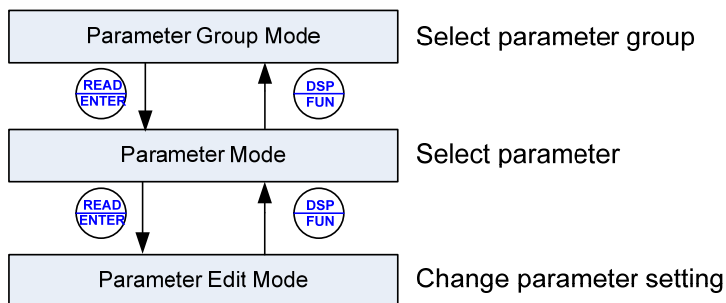 Parameter Group Mode
Select parameter group
READ
ENTER
DSP
FUN
Parameter Mode
Select parameter
READ
ENTER
DSP
FUN
Parameter Edit Mode
Change parameter setting